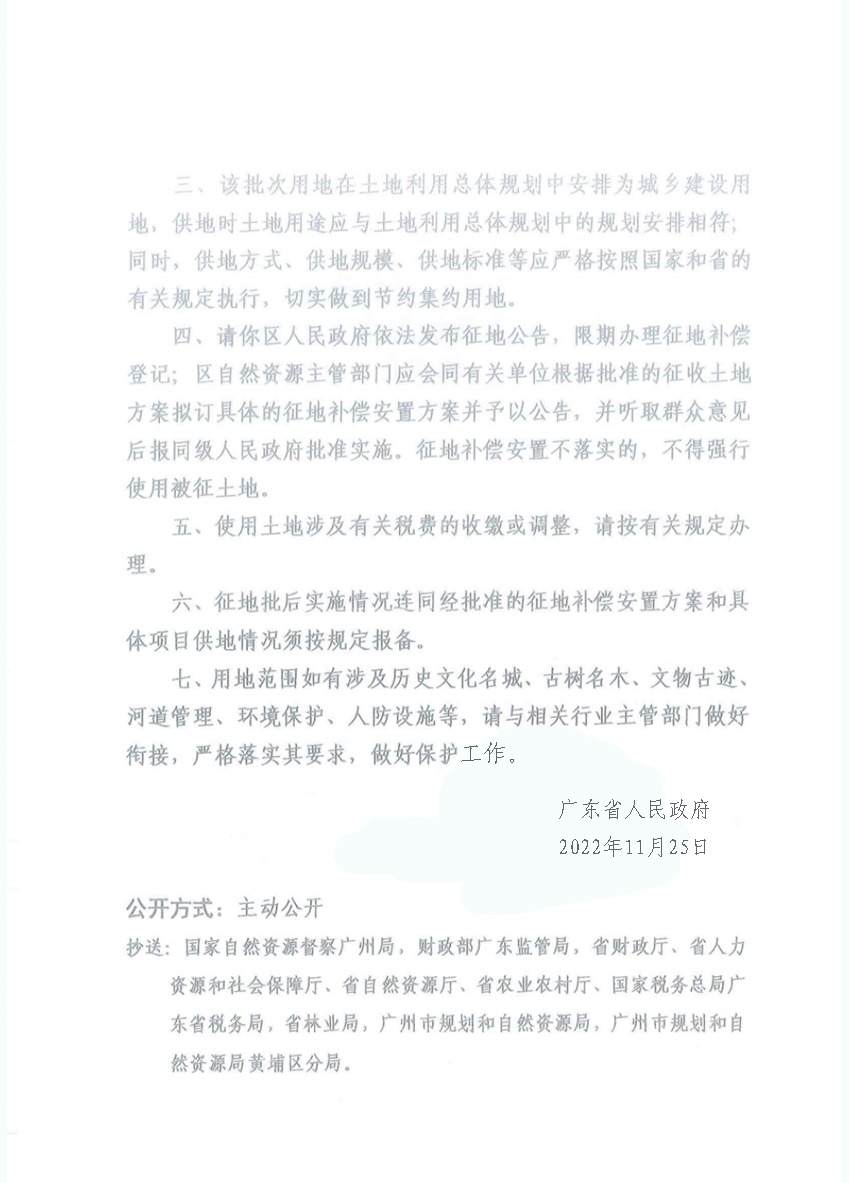 三、该批次用地在土地利用总体规划中安排为城乡建设用
地，供地时土地用途应与土地利用总体规划中的规划安排相符；
同时，供地方式、供地规模、供地标准等应严格按照国家和省的
有关规定执行，切实做到节约集约用地。
四、请你区人民政府依法发布征地公告，限期办理征地补偿
登记；区自然资源主管部门应会同有关单位根据批准的征收土地
方案拟订具体的征地补偿安置方案并予以公告，并听取群众意见
后报同级人民政府批准实施。征地补偿安置不落实的，不得强行
使用被征土地。
五、使用土地涉及有关税费的收缴或调整，请按有关规定办
理。
六、征地批后实施情况连同经批准的征地补偿安置方案和具
体项目供地情况须按规定报备。
七、用地范围如有涉及历史文化名城、古树名木、文物古迹、
河道管理、环境保护、人防设施等，请与相关行业主管部门做好
衔接，严格落实其要求，做好保护工作。
广东省人民政府
2022年11月25日
公开方式：主动公开
抄送：国家自然资源督察广州局，财政部广东监管局，省财政厅、省人力
资源和社会保障厅、省自然资源厅、省农业农村厅、国家税务总局广
东省税务局，省林业局，广州市规划和自然资源局，广州市规划和自
然资源局黄埔区分局。